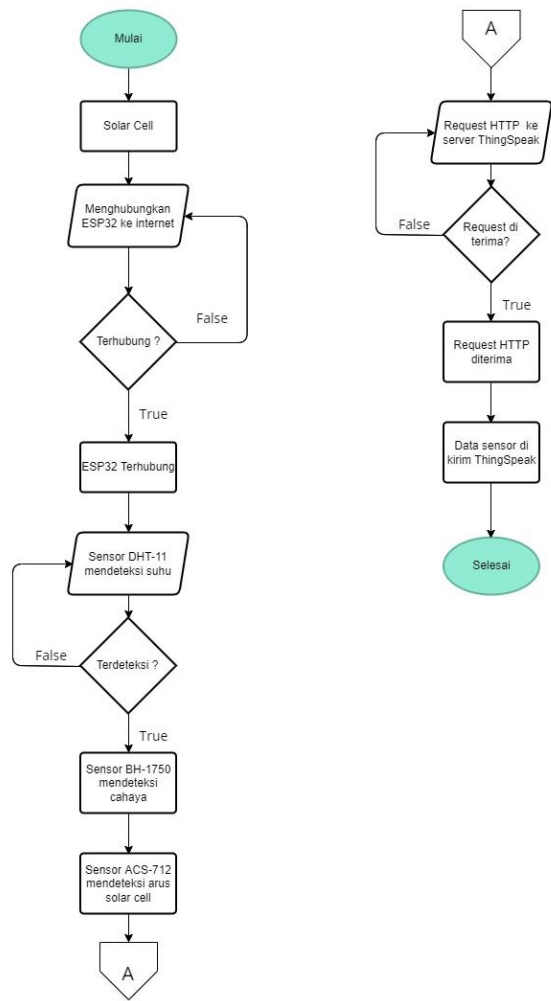 Mulai
Solar Cell
Menghubungkan
ESP32 ke internet
Terhubung ?
False
True
ESP32 Terhubung
Sensor DHT-11
mendeteksi suhu
Terdeteksi ?
False
True
Sensor BH-1750
mendeteksi
cahaya
Sensor ACS-712
mendeteksi arus
solar cell
A
A
Request HTTP ke
server ThingSpeak
Request di
terima?
False
True
Request HTTP
diterima
Data sensor di
kirim ThingSpeak
Selesai